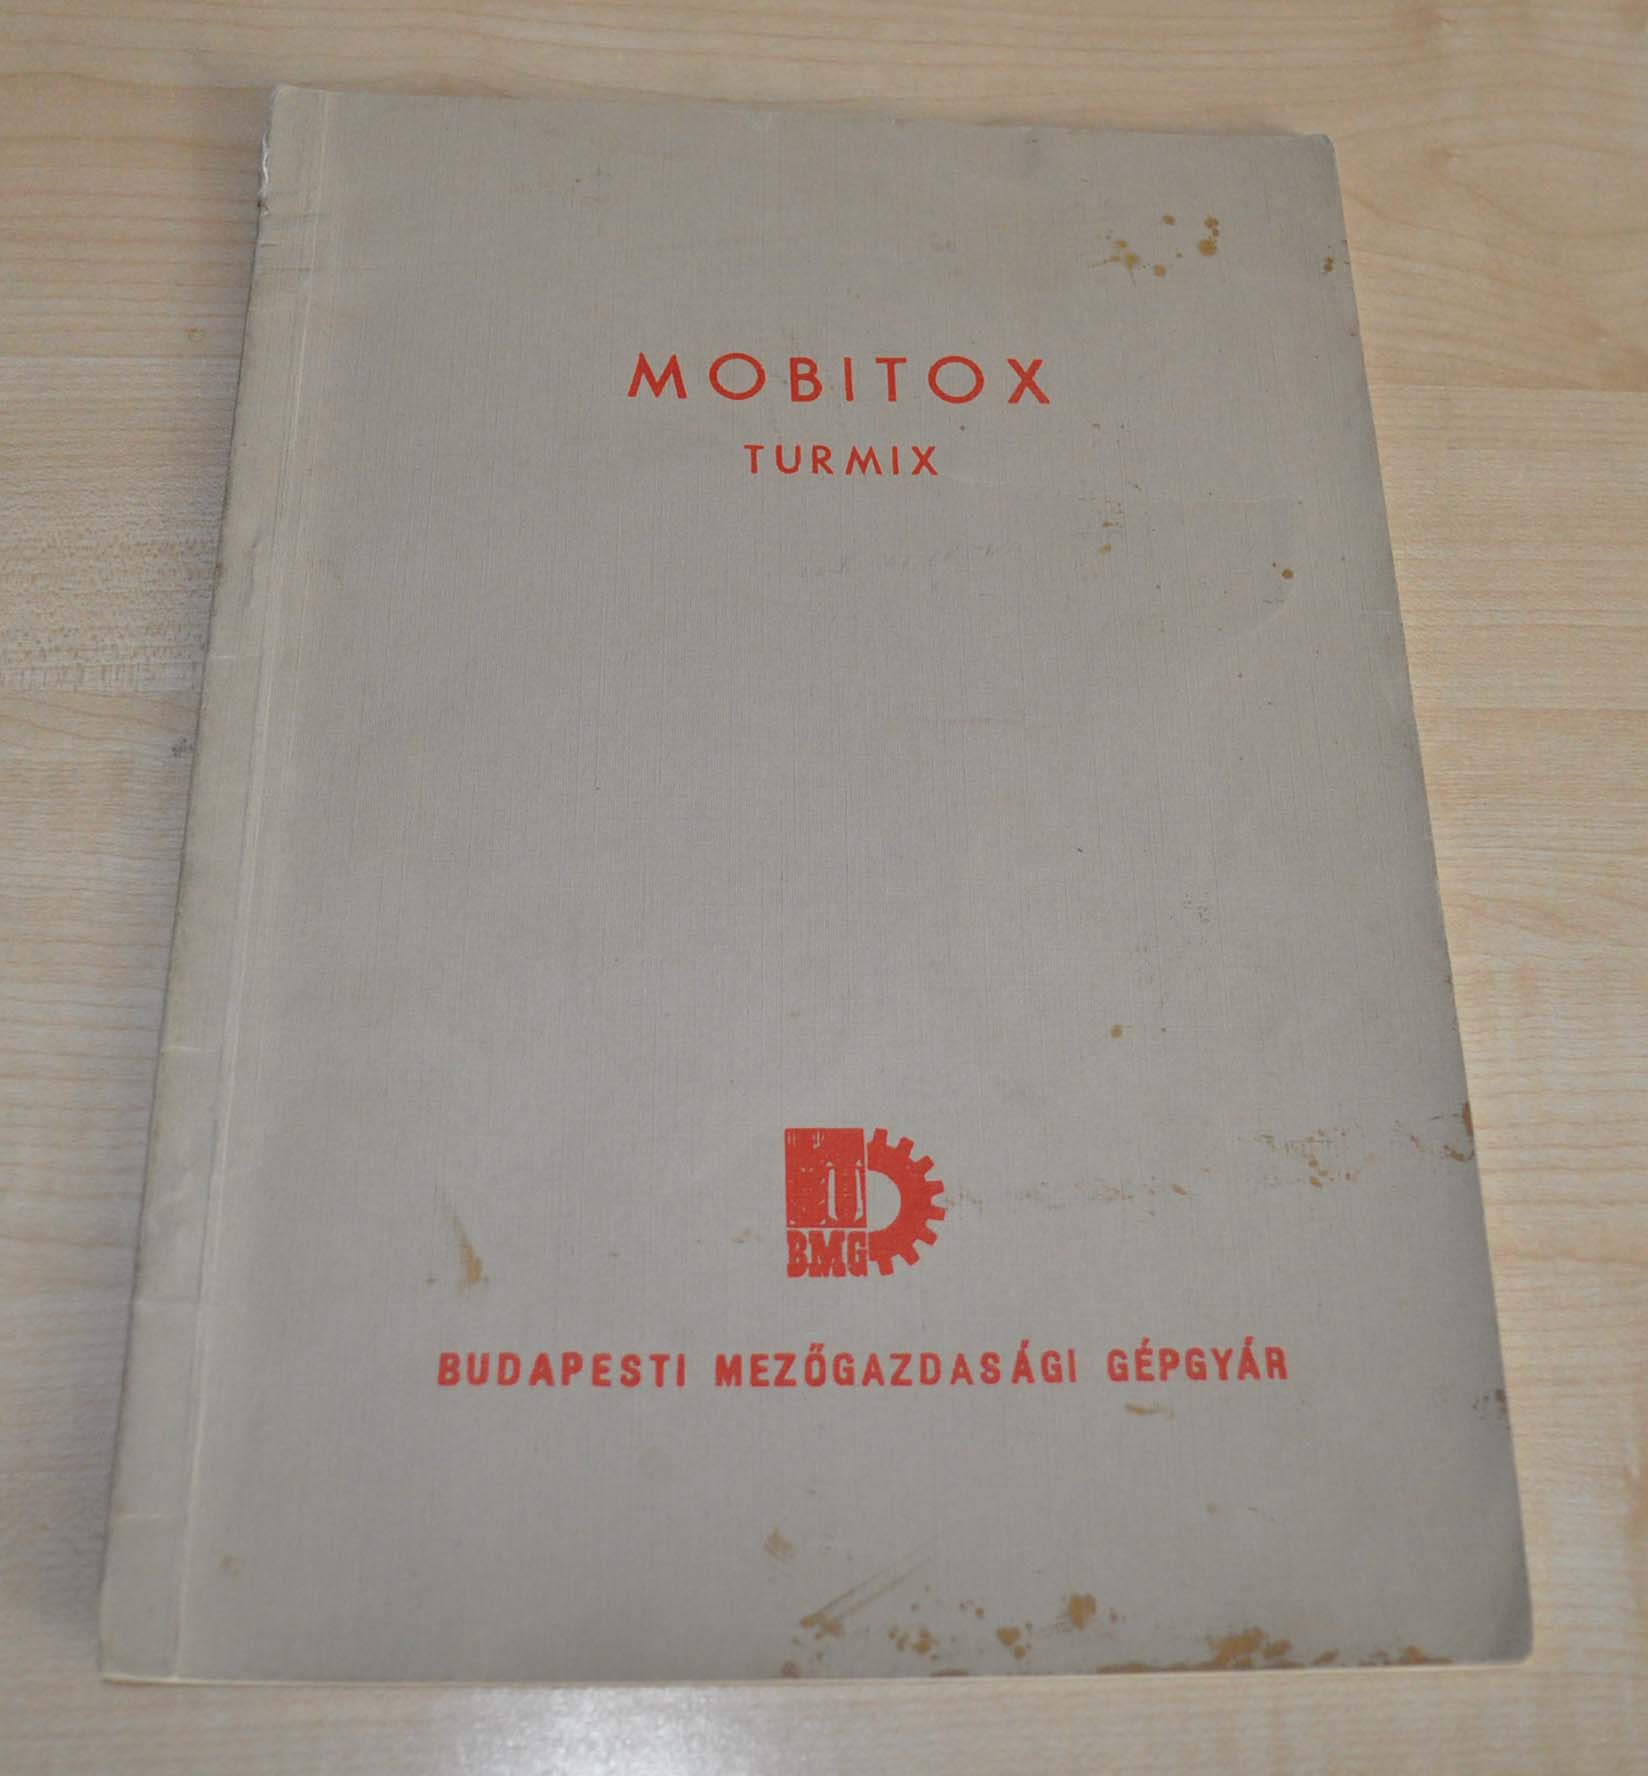 MOBITOX
TURMIX
BMG
BUDAPESTI MEZŐGAZDASÁGI GÉPGYÁR